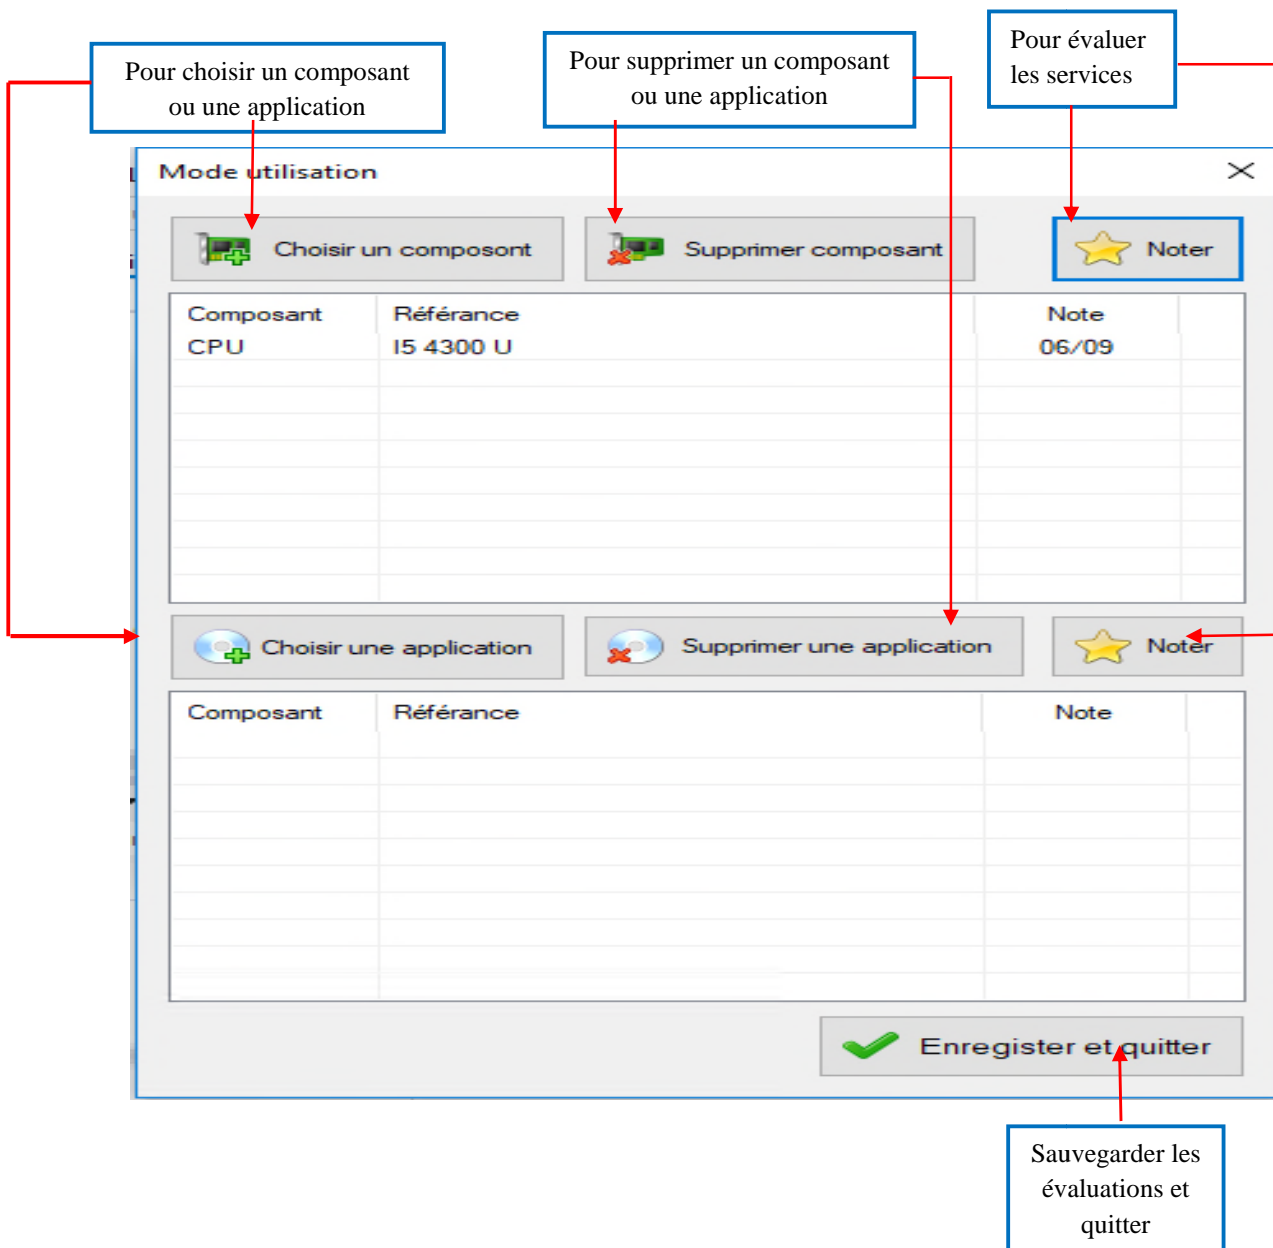 Pour choisir un composant
ou une application
Pour supprimer un composant
ou une application
Pour évaluer
les services
Mode utilisation
Choisir un composont
Supprimer composant
Noter
Composant Référance Note
CPU I5 4300 U 06/09
Choisir une application
Supprimer une application
Noter
Composant Référance Note
Enregister et quitter
Sauvegarder les
évaluations et
quitter